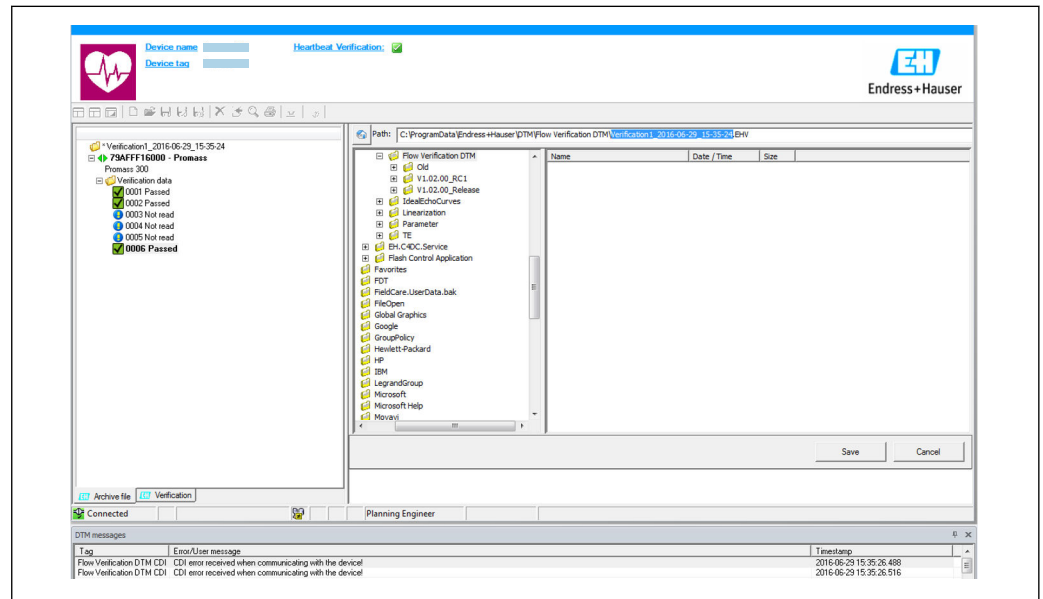 Device name Heartbeat Verification:
Device tag
Endress+Hauser
Path: C:\ProgramData\Endress+Hauser\DTM\Flow Verification DTM\Verification1_2016-06-29_15-35-24.EHV
* Verification1_2016-06-29_15-35-24
79AFFF16000 - Promass
Promass 300
Verification data
0001 Passed
0002 Passed
0003 Not read
0004 Not read
0005 Not read
0006 Passed
Flow Verification DTM
Old
V1.02.00_RC1
V1.02.00_Release
IdealEchoCurves
Linearization
Parameter
TE
EH.C4DC.Service
Flash Control Application
Favorites
FDT
FieldCare.UserData.bak
FileOpen
Global Graphics
Google
GroupPolicy
Hewlett-Packard
HP
IBM
LegrandGroup
Microsoft
Microsoft Help
Movavi
Name Date / Time Size
Save Cancel
Archive file Verification
Connected Planning Engineer
DTM messages
Tag Error/User message Timestamp
Flow Verification DTM CDI CDI error received when communicating with the device! 2016-06-29 15:35:26.488
Flow Verification DTM CDI CDI error received when communicating with the device! 2016-06-29 15:35:26.516